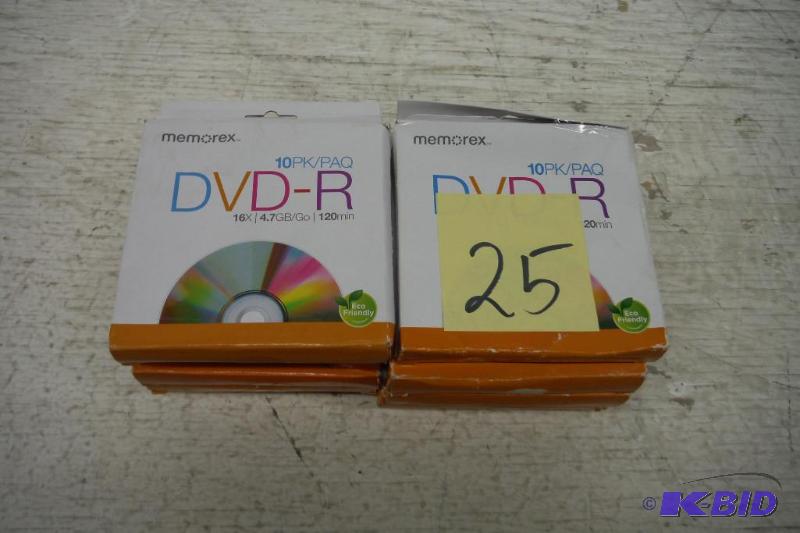 memorex
10PK/PAQ
DVD-R
16X | 4.7GB/Go | 120min
Eco
Friendly
memorex
10PK/PAQ
DVD-R
20min
25
Eco
Friendly
© K-BID